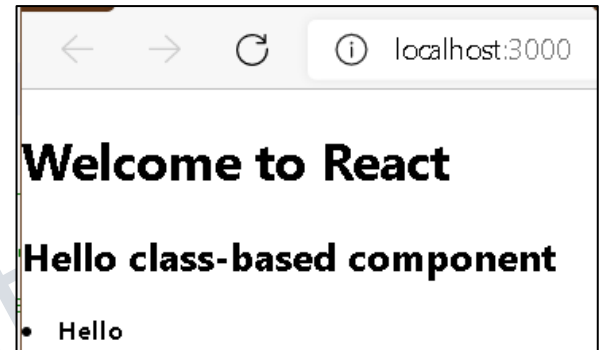 localhost:3000
Welcome to React
Hello class-based component
• Hello